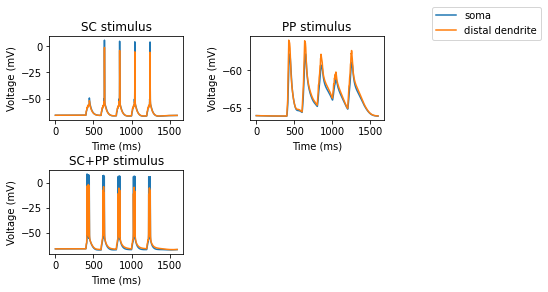 soma
distal dendrite
SC stimulus
PP stimulus
Voltage (mV)
0
−25
−50
0
500
1000
1500
Time (ms)
Voltage (mV)
−60
−65
0
500
1000
1500
Time (ms)
SC+PP stimulus
Voltage (mV)
0
−25
−50
0
500
1000
1500
Time (ms)